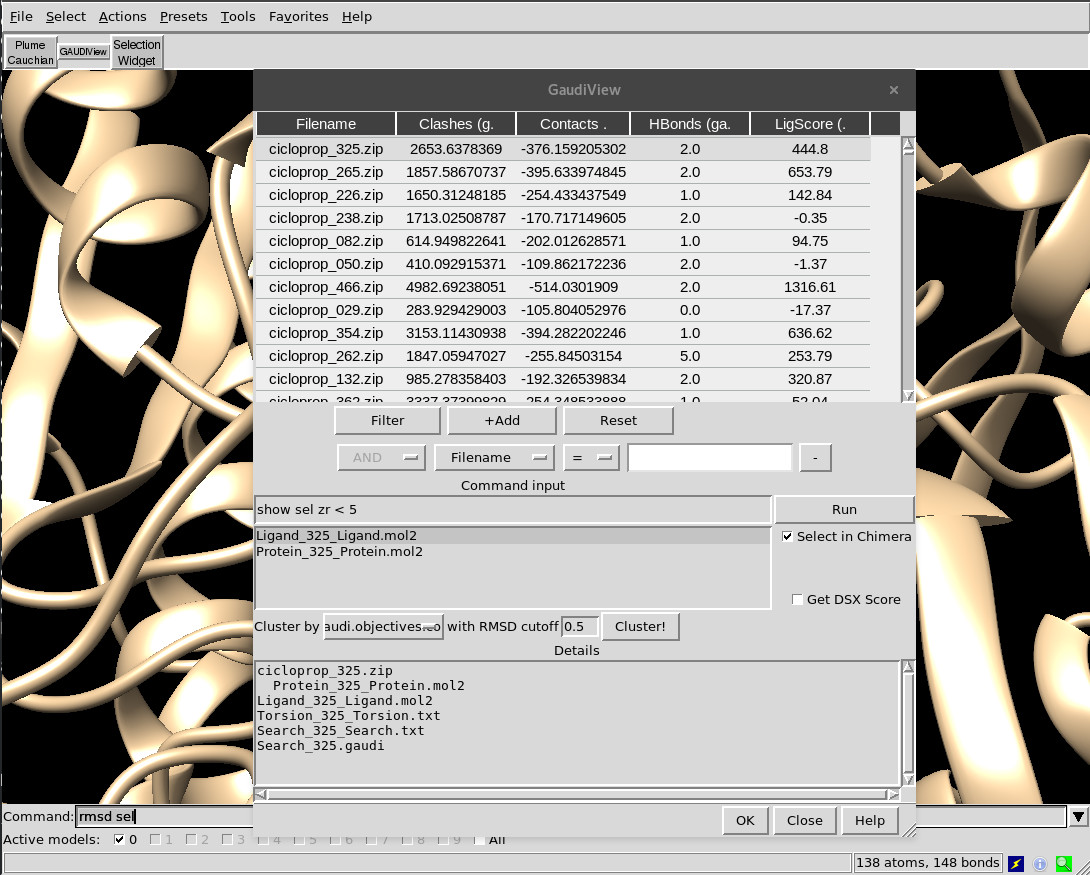 File Select Actions Presets Tools Favorites Help
Plume Cauchian GAUDIView Selection Widget
GaudiView ×
Filename Clashes (g. Contacts . HBonds (ga. LigScore (.
cicloprop_325.zip 2653.6378369 -376.159205302 2.0 444.8
cicloprop_265.zip 1857.58670737 -395.633974845 2.0 653.79
cicloprop_226.zip 1650.31248185 -254.433437549 1.0 142.84
cicloprop_238.zip 1713.02508787 -170.717149605 2.0 -0.35
cicloprop_082.zip 614.949822641 -202.012628571 1.0 94.75
cicloprop_050.zip 410.092915371 -109.862172236 2.0 -1.37
cicloprop_466.zip 4982.69238051 -514.0301909 2.0 1316.61
cicloprop_029.zip 283.929429003 -105.804052976 0.0 -17.37
cicloprop_354.zip 3153.11430938 -394.282202246 1.0 636.62
cicloprop_262.zip 1847.05947027 -255.84503154 5.0 253.79
cicloprop_132.zip 985.278358403 -192.326539834 2.0 320.87
cicloprop_362.zip 3337.37399829 -254.348533888 1.0 52.04
Filter +Add Reset
AND Filename = -
Command input
show sel zr < 5 Run
Ligand_325_Ligand.mol2 Select in Chimera
Protein_325_Protein.mol2
Get DSX Score
Cluster by audi.objectives.co with RMSD cutoff 0.5 Cluster!
Details
cicloprop_325.zip
Protein_325_Protein.mol2
Ligand_325_Ligand.mol2
Torsion_325_Torsion.txt
Search_325_Search.txt
Search_325.gaudi
Command: rmsd sel
OK Close Help
Active models: 0 1 2 3 4 5 6 7 8 9 All
138 atoms, 148 bonds